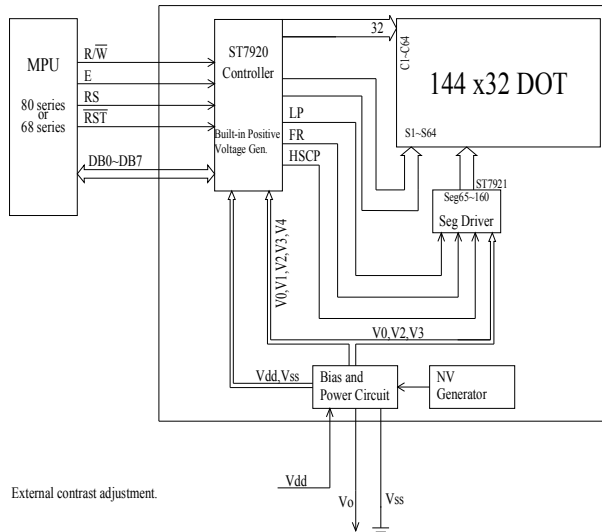 MPU
80 series
or
68 series
R/W̅
E
RS
R̅S̅T̅
DB0~DB7
ST7920
Controller
Built-in Positive
Voltage Gen.
32
C1~C64
144 x32 DOT
S1~S64
LP
FR
HSCP
ST7921
Seg65~160
Seg Driver
V0,V1,V2,V3,V4
V0,V2,V3
Vdd,Vss
Bias and
Power Circuit
NV
Generator
Vdd
Vo
Vss
External contrast adjustment.